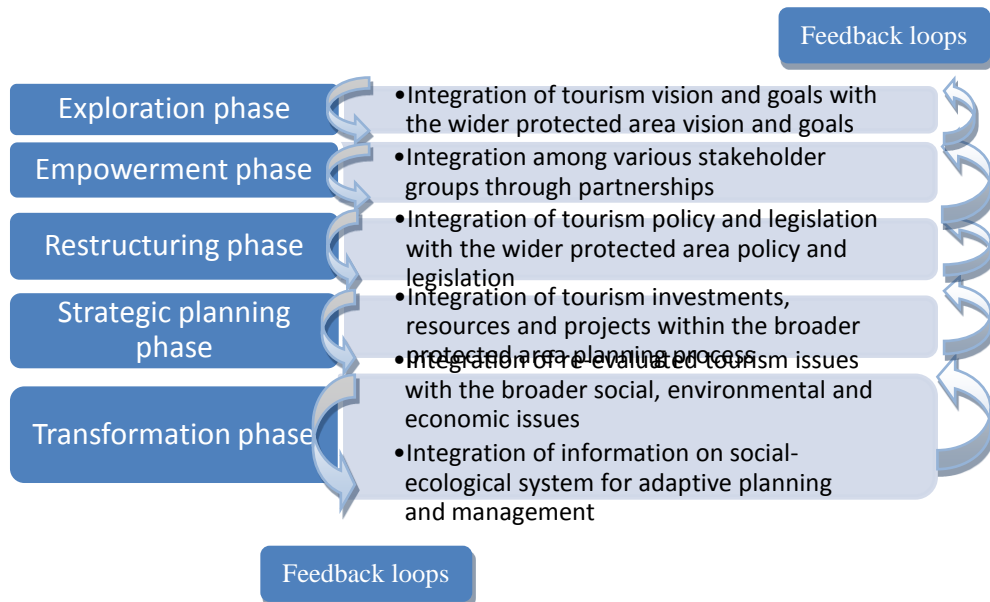 Feedback loops
Exploration phase
•Integration of tourism vision and goals with
the wider protected area vision and goals
Empowerment phase
•Integration among various stakeholder
groups through partnerships
Restructuring phase
•Integration of tourism policy and legislation
with the wider protected area policy and
legislation
Strategic planning
phase
•Integration of tourism investments,
resources and projects within the broader
protected area planning process
Transformation phase
•Integration of re-evaluated tourism issues
with the broader social, environmental and
economic issues
•Integration of information on social-
ecological system for adaptive planning
and management
Feedback loops